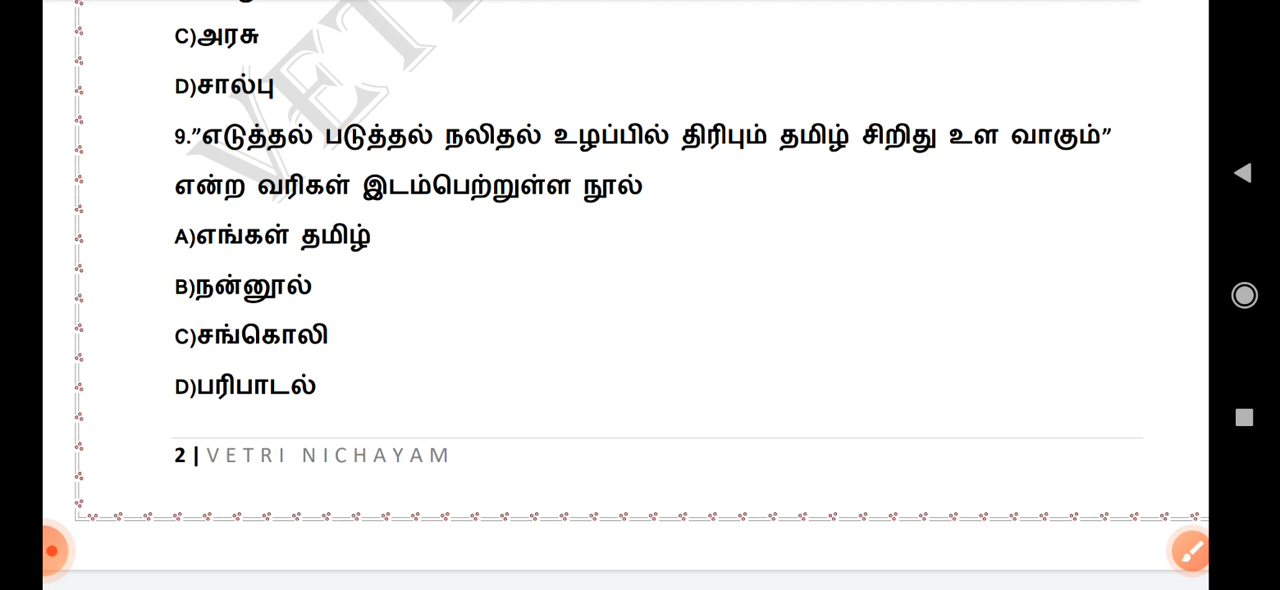 C)அரசு
D)சால்பு
9."எடுத்தல் படுத்தல் நலிதல் உழப்பில் திரிபும் தமிழ் சிறிது உள வாகும்"
என்ற வரிகள் இடம்பெற்றுள்ள நூல்
A)எங்கள் தமிழ்
B)நன்னூல்
C)சங்கொலி
D)பரிபாடல்
2 | VETRI NICHAYAM